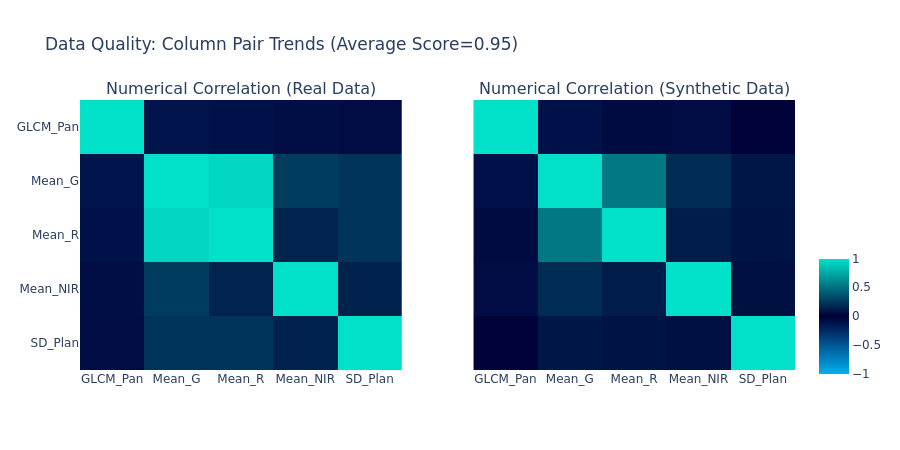 Data Quality: Column Pair Trends (Average Score=0.95)
Numerical Correlation (Real Data)
Numerical Correlation (Synthetic Data)
GLCM_Pan
Mean_G
Mean_R
Mean_NIR
SD_Plan
GLCM_Pan Mean_G Mean_R Mean_NIR SD_Plan
GLCM_Pan Mean_G Mean_R Mean_NIR SD_Plan
1
0.5
0
−0.5
−1